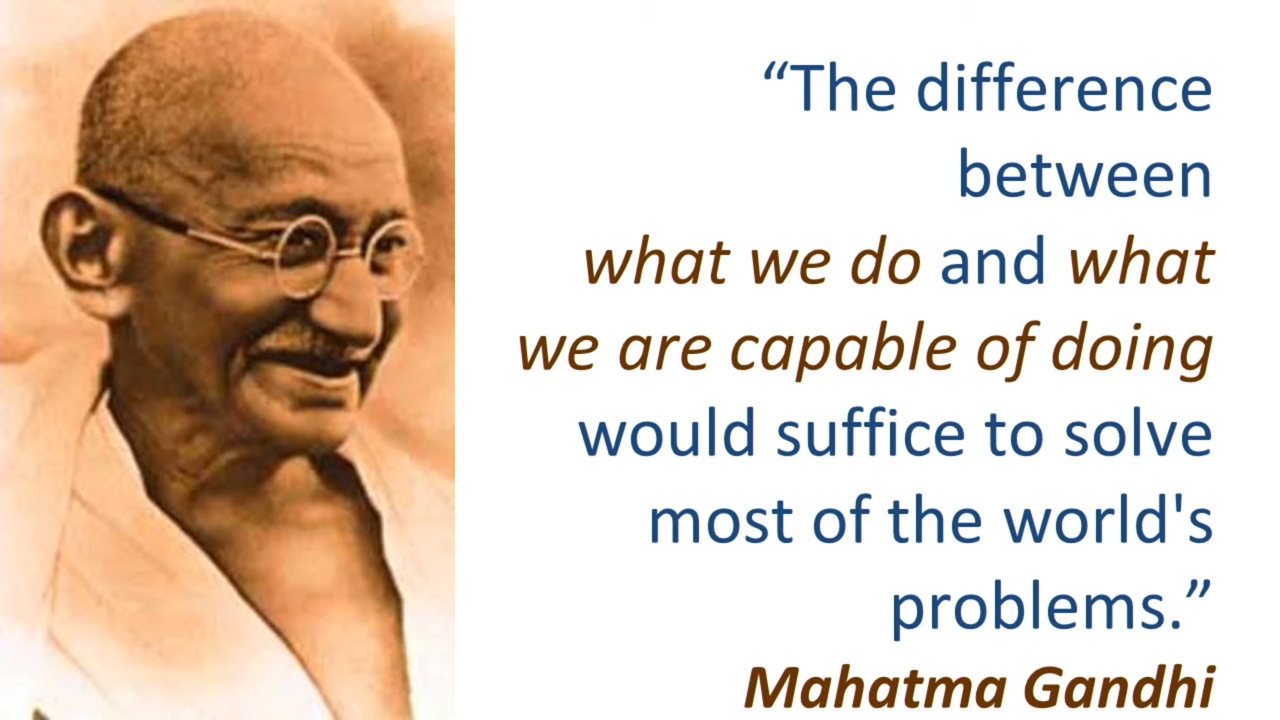 “The difference
between
what we do and what
we are capable of doing
would suffice to solve
most of the world's
problems.”
Mahatma Gandhi